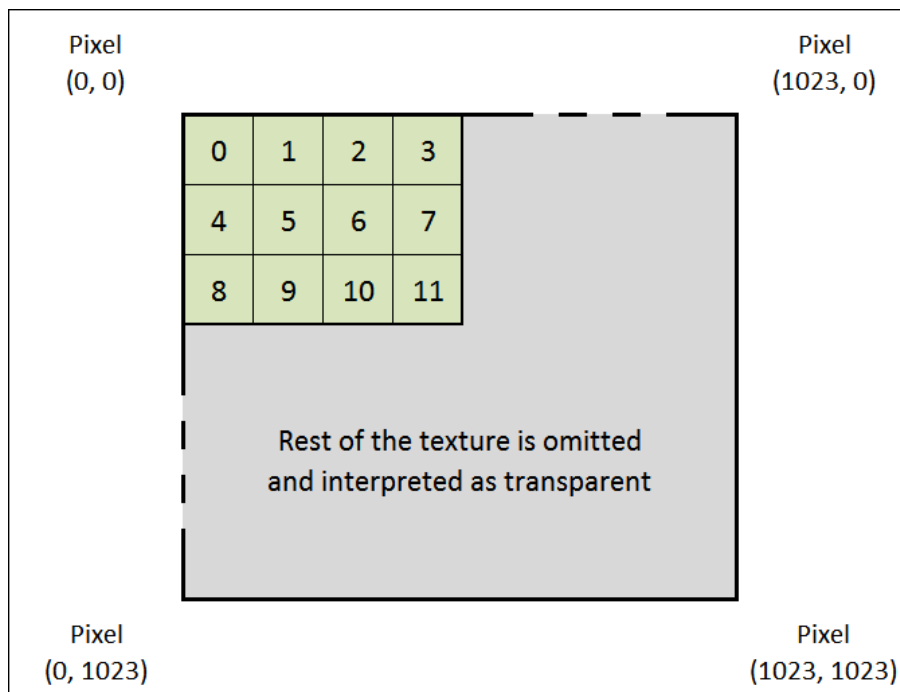 Pixel
(0, 0)
Pixel
(1023, 0)
0 1 2 3
4 5 6 7
8 9 10 11
Rest of the texture is omitted
and interpreted as transparent
Pixel
(0, 1023)
Pixel
(1023, 1023)